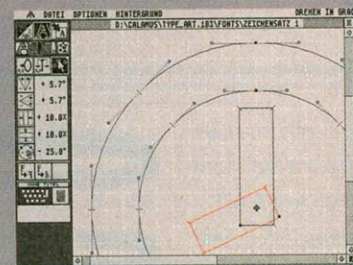 DATEI OPTIONEN HINTERGRUND DREHEN IN GRAD
D:\CALAMUS\TYPE_ART.1BI\FONTS\ZEICHENSATZ 1
+ 5.7°
+ 5.7°
+ 10.0%
+ 10.0%
- 25.0°